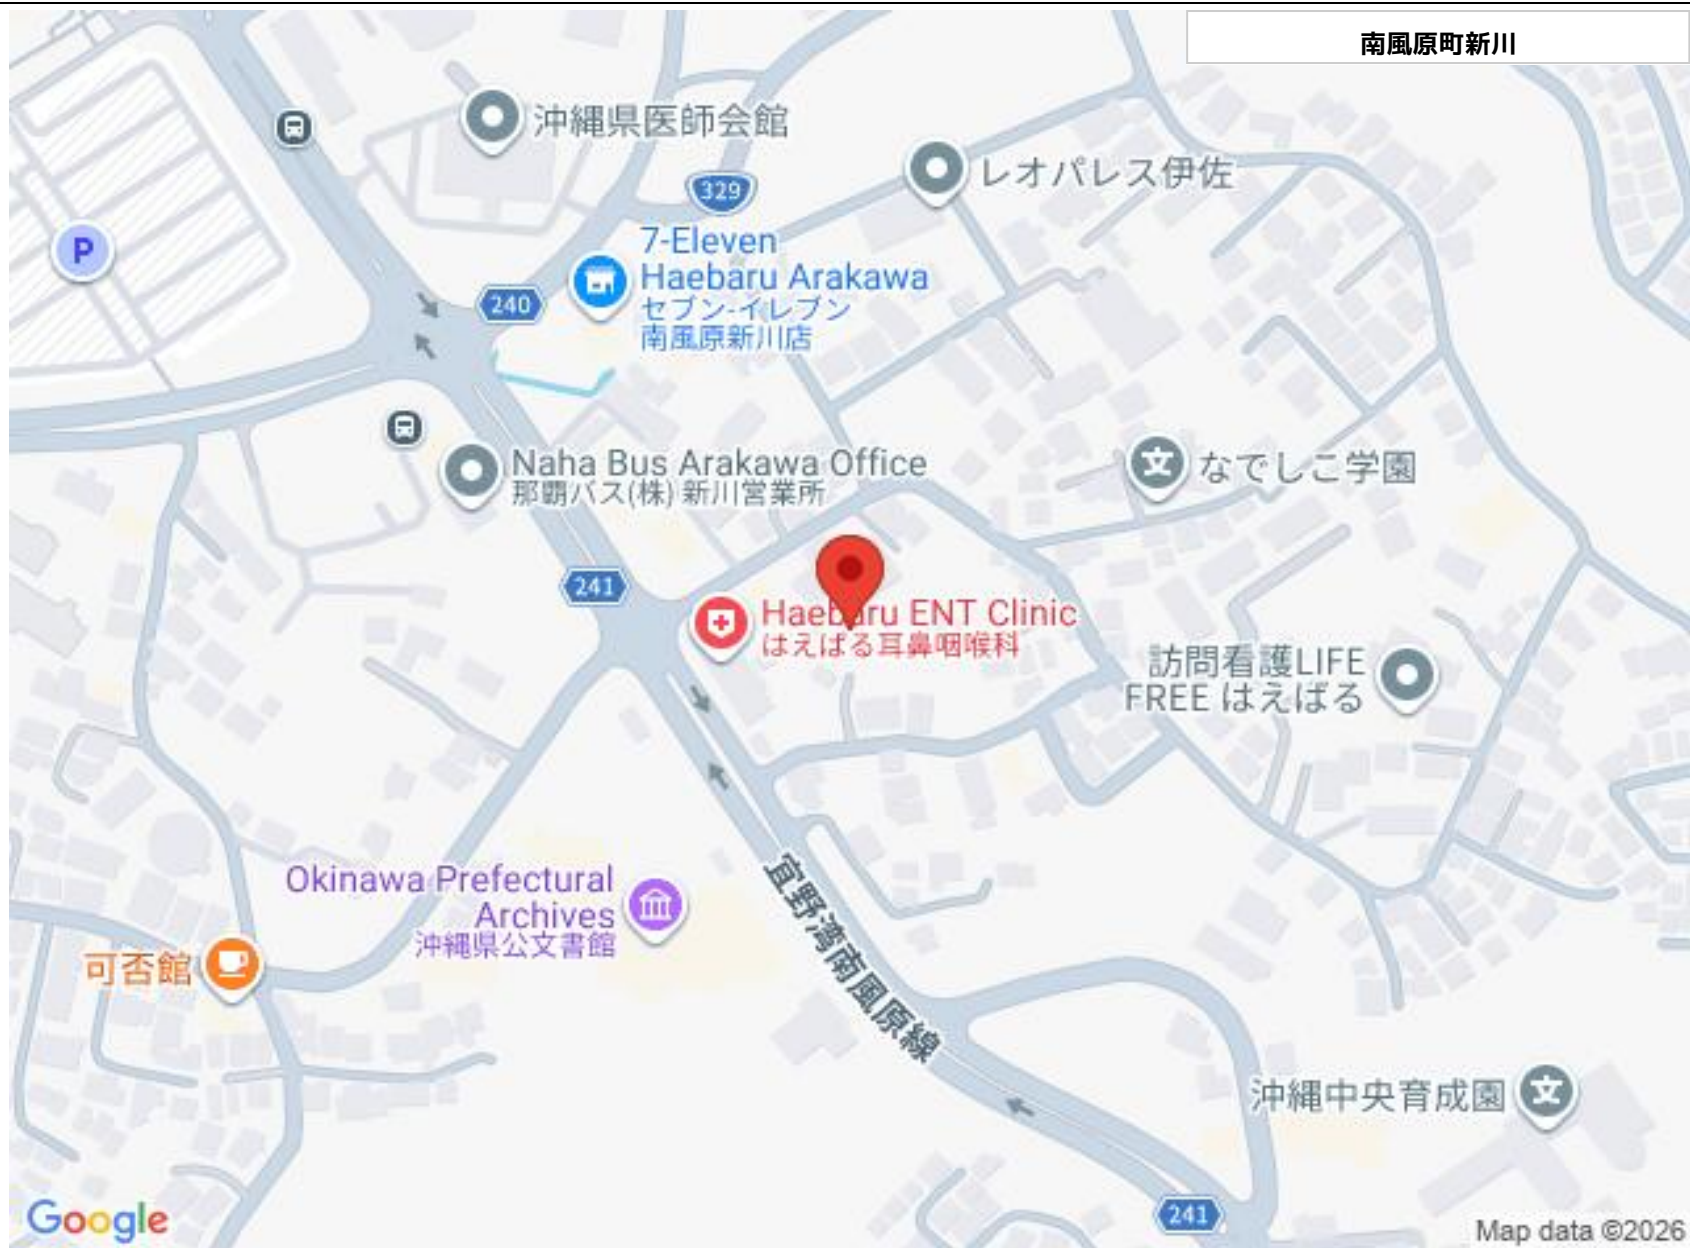 南風原町新川
沖縄県医師会館
レオパレス伊佐
329
7-Eleven
Haebaru Arakawa
セブン-イレブン
南風原新川店
P
240
Naha Bus Arakawa Office
那覇バス(株) 新川営業所
文
なでしこ学園
241
Haebaru ENT Clinic
はえばる耳鼻咽喉科
訪問看護LIFE
FREE はえばる
Okinawa Prefectural
Archives
沖縄県公文書館
宜野湾南風原線
可否館
沖縄中央育成園
文
241
Google
Map data ©2026